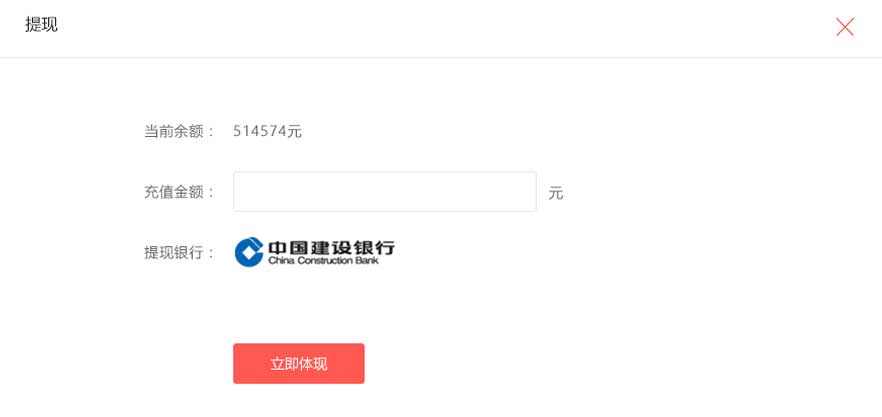 提现
当前余额： 514574元
充值金额： 元
提现银行： 中国建设银行
China Construction Bank
立即体现